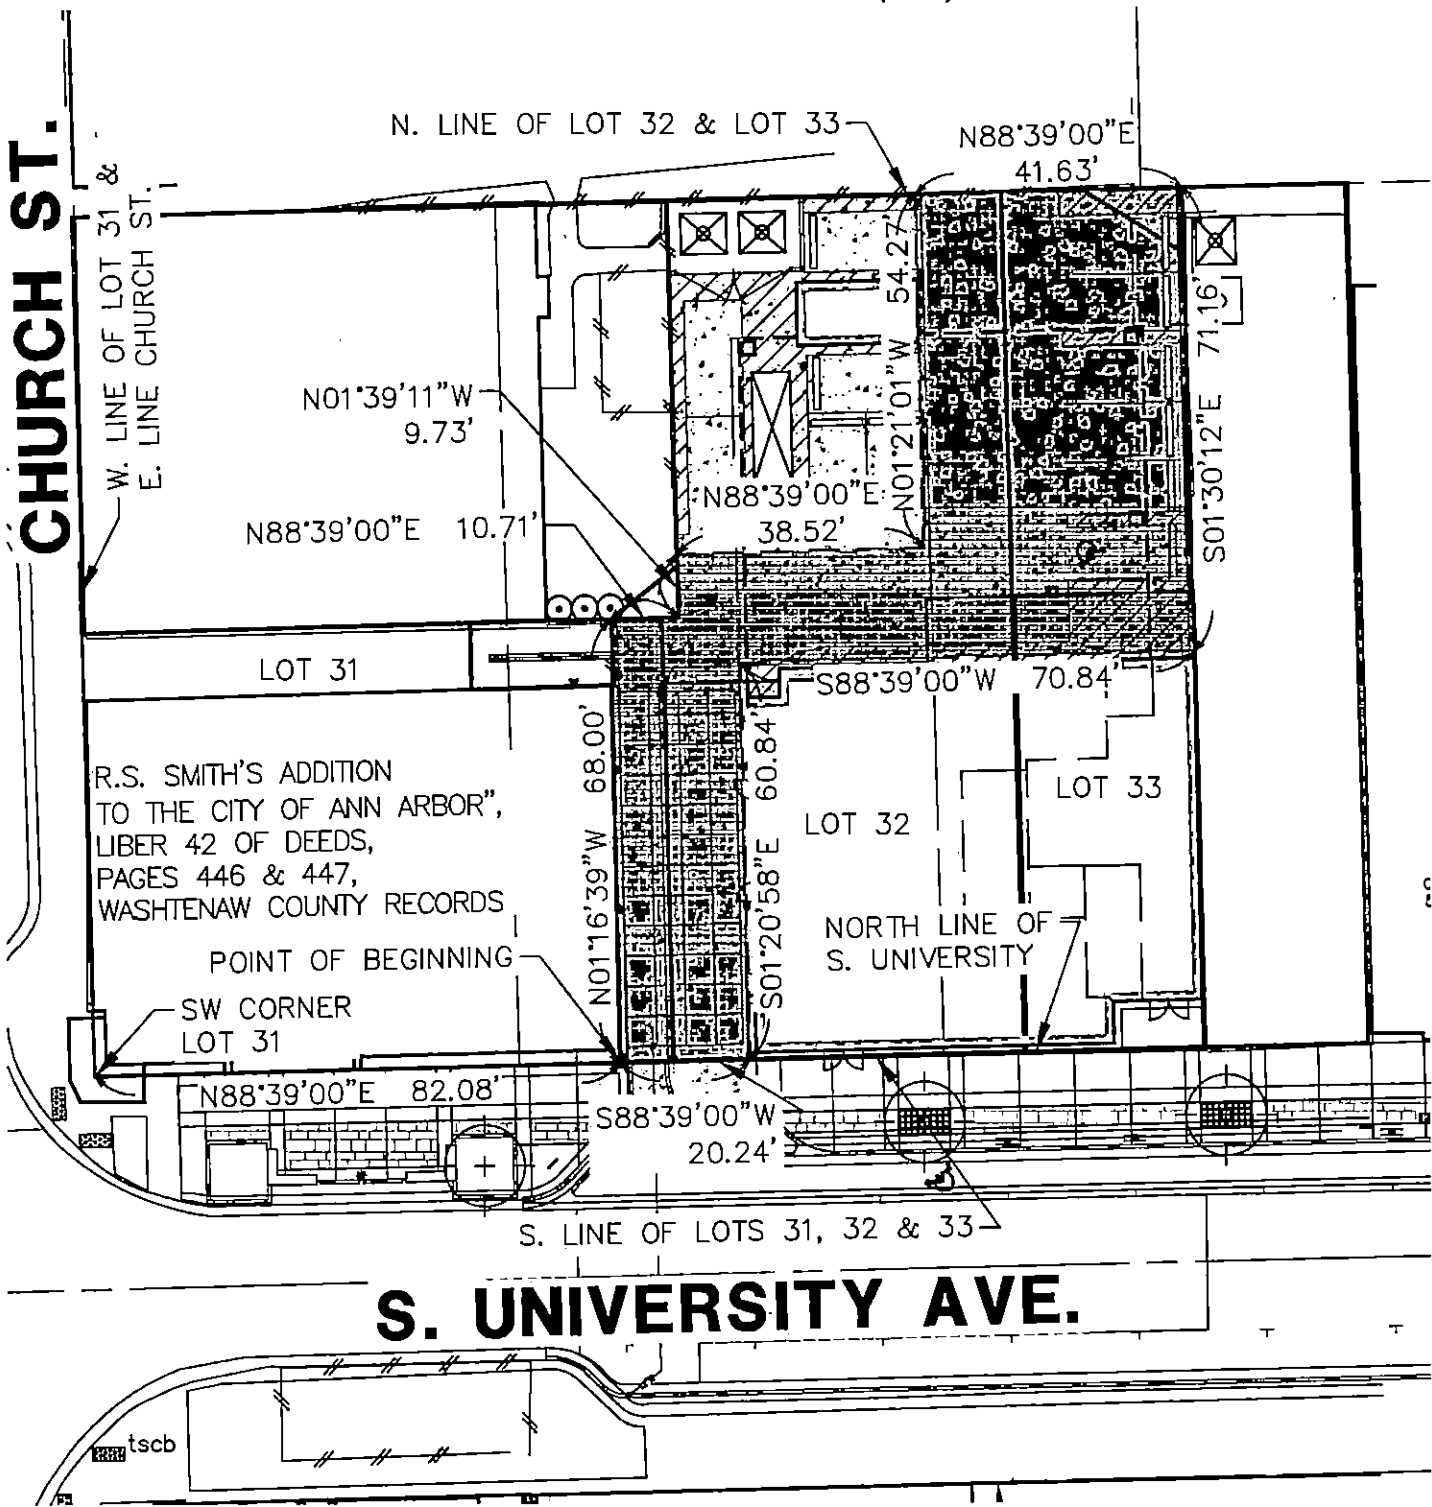 N. LINE OF LOT 32 & LOT 33
N88°39'00"E
41.63'
CHURCH ST.
W. LINE OF LOT 31 &
E. LINE CHURCH ST.
54.27'
N01°21'01"W
71.16'
S01°30'12"E
N01°39'11"W
9.73'
N88°39'00"E
38.52'
N88°39'00"E 10.71'
LOT 31
S88°39'00"W 70.84'
N01°16'39"W 68.00'
S01°20'58"E 60.84'
R.S. SMITH'S ADDITION
TO THE CITY OF ANN ARBOR",
LIBER 42 OF DEEDS,
PAGES 446 & 447,
WASHTENAW COUNTY RECORDS
LOT 32
LOT 33
NORTH LINE OF
S. UNIVERSITY
POINT OF BEGINNING
SW CORNER
LOT 31
N88°39'00"E 82.08'
S88°39'00"W
20.24'
S. LINE OF LOTS 31, 32 & 33
S. UNIVERSITY AVE.
tscb